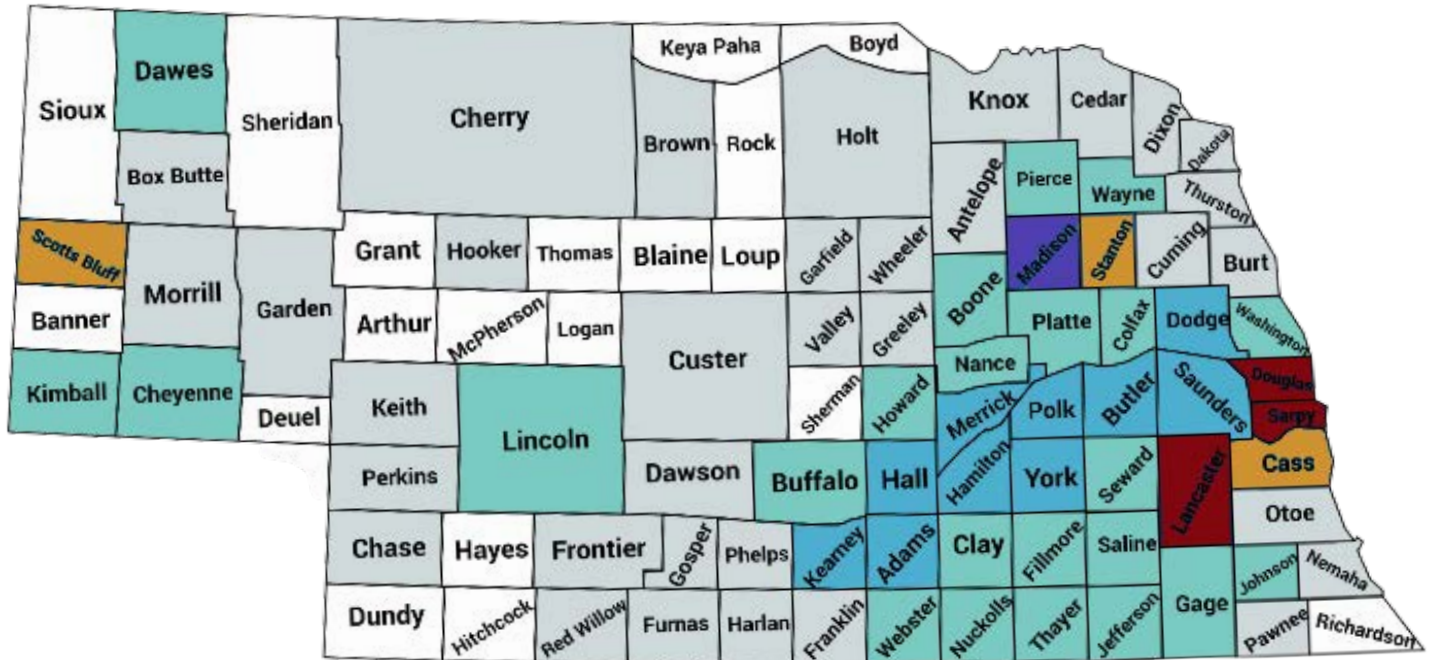 Keya Paha
Boyd
Dawes
Sioux
Sheridan
Cherry
Knox
Cedar
Dixon
Brown
Rock
Holt
Dakota
Box Butte
Antelope
Pierce
Wayne
Thurston
Scotts Bluff
Grant
Hooker
Thomas
Blaine
Loup
Garfield
Wheeler
Madison
Stanton
Cuming
Burt
Morrill
Garden
Banner
Arthur
McPherson
Logan
Custer
Valley
Greeley
Boone
Platte
Colfax
Dodge
Washington
Kimball
Cheyenne
Deuel
Keith
Lincoln
Sherman
Howard
Nance
Merrick
Polk
Butler
Saunders
Douglas
Sarpy
Perkins
Dawson
Buffalo
Hall
Hamilton
York
Seward
Lancaster
Cass
Otoe
Chase
Hayes
Frontier
Gosper
Phelps
Kearney
Adams
Clay
Fillmore
Saline
Johnson
Nemaha
Dundy
Hitchcock
Red Willow
Furnas
Harlan
Franklin
Webster
Nuckolls
Thayer
Jefferson
Gage
Pawnee
Richardson